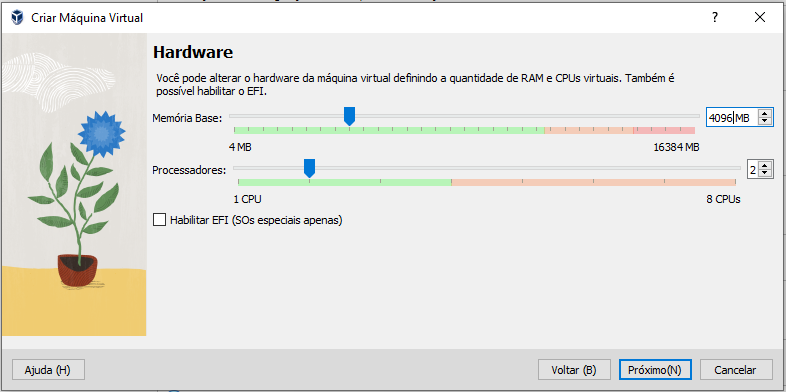 Criar Máquina Virtual
Hardware
Você pode alterar o hardware da máquina virtual definindo a quantidade de RAM e CPUs virtuais. Também é
possível habilitar o EFI.
Memória Base: 4096 MB
4 MB 16384 MB
Processadores: 2
1 CPU 8 CPUs
Habilitar EFI (SOs especiais apenas)
Ajuda (H) Voltar (B) Próximo(N) Cancelar